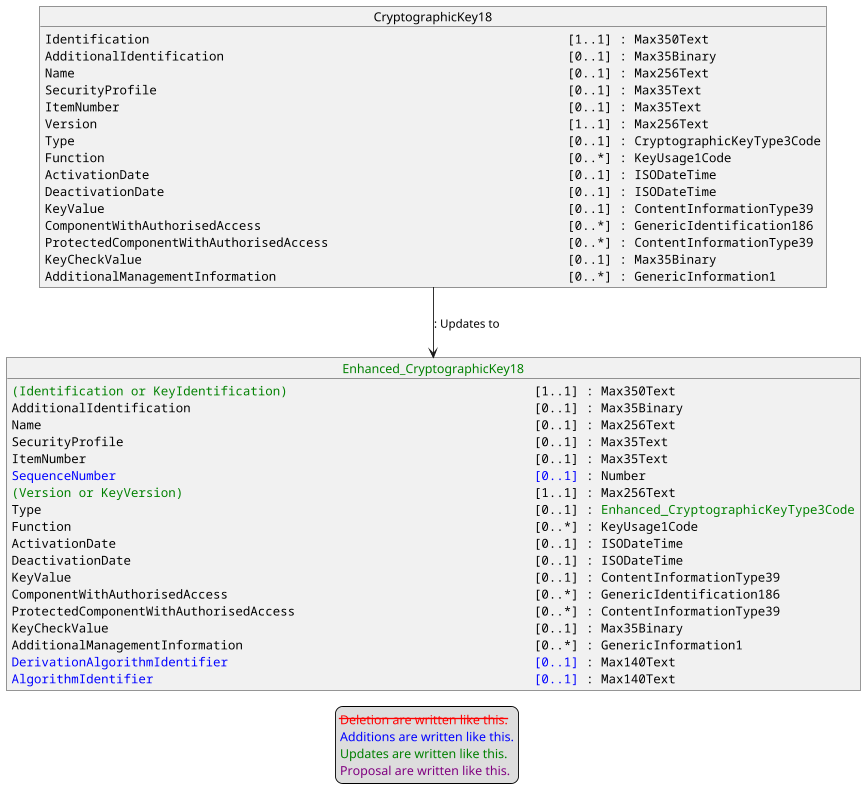 CryptographicKey18
Identification [1..1] : Max350Text
AdditionalIdentification [0..1] : Max35Binary
Name [0..1] : Max256Text
SecurityProfile [0..1] : Max35Text
ItemNumber [0..1] : Max35Text
Version [1..1] : Max256Text
Type [0..1] : CryptographicKeyType3Code
Function [0..*] : KeyUsage1Code
ActivationDate [0..1] : ISODateTime
DeactivationDate [0..1] : ISODateTime
KeyValue [0..1] : ContentInformationType39
ComponentWithAuthorisedAccess [0..*] : GenericIdentification186
ProtectedComponentWithAuthorisedAccess [0..*] : ContentInformationType39
KeyCheckValue [0..1] : Max35Binary
AdditionalManagementInformation [0..*] : GenericInformation1
: Updates to
Enhanced_CryptographicKey18
(Identification or KeyIdentification) [1..1] : Max350Text
AdditionalIdentification [0..1] : Max35Binary
Name [0..1] : Max256Text
SecurityProfile [0..1] : Max35Text
ItemNumber [0..1] : Max35Text
SequenceNumber [0..1] : Number
(Version or KeyVersion) [1..1] : Max256Text
Type [0..1] : Enhanced_CryptographicKeyType3Code
Function [0..*] : KeyUsage1Code
ActivationDate [0..1] : ISODateTime
DeactivationDate [0..1] : ISODateTime
KeyValue [0..1] : ContentInformationType39
ComponentWithAuthorisedAccess [0..*] : GenericIdentification186
ProtectedComponentWithAuthorisedAccess [0..*] : ContentInformationType39
KeyCheckValue [0..1] : Max35Binary
AdditionalManagementInformation [0..*] : GenericInformation1
DerivationAlgorithmIdentifier [0..1] : Max140Text
AlgorithmIdentifier [0..1] : Max140Text
Deletion are written like this.
Additions are written like this.
Updates are written like this.
Proposal are written like this.